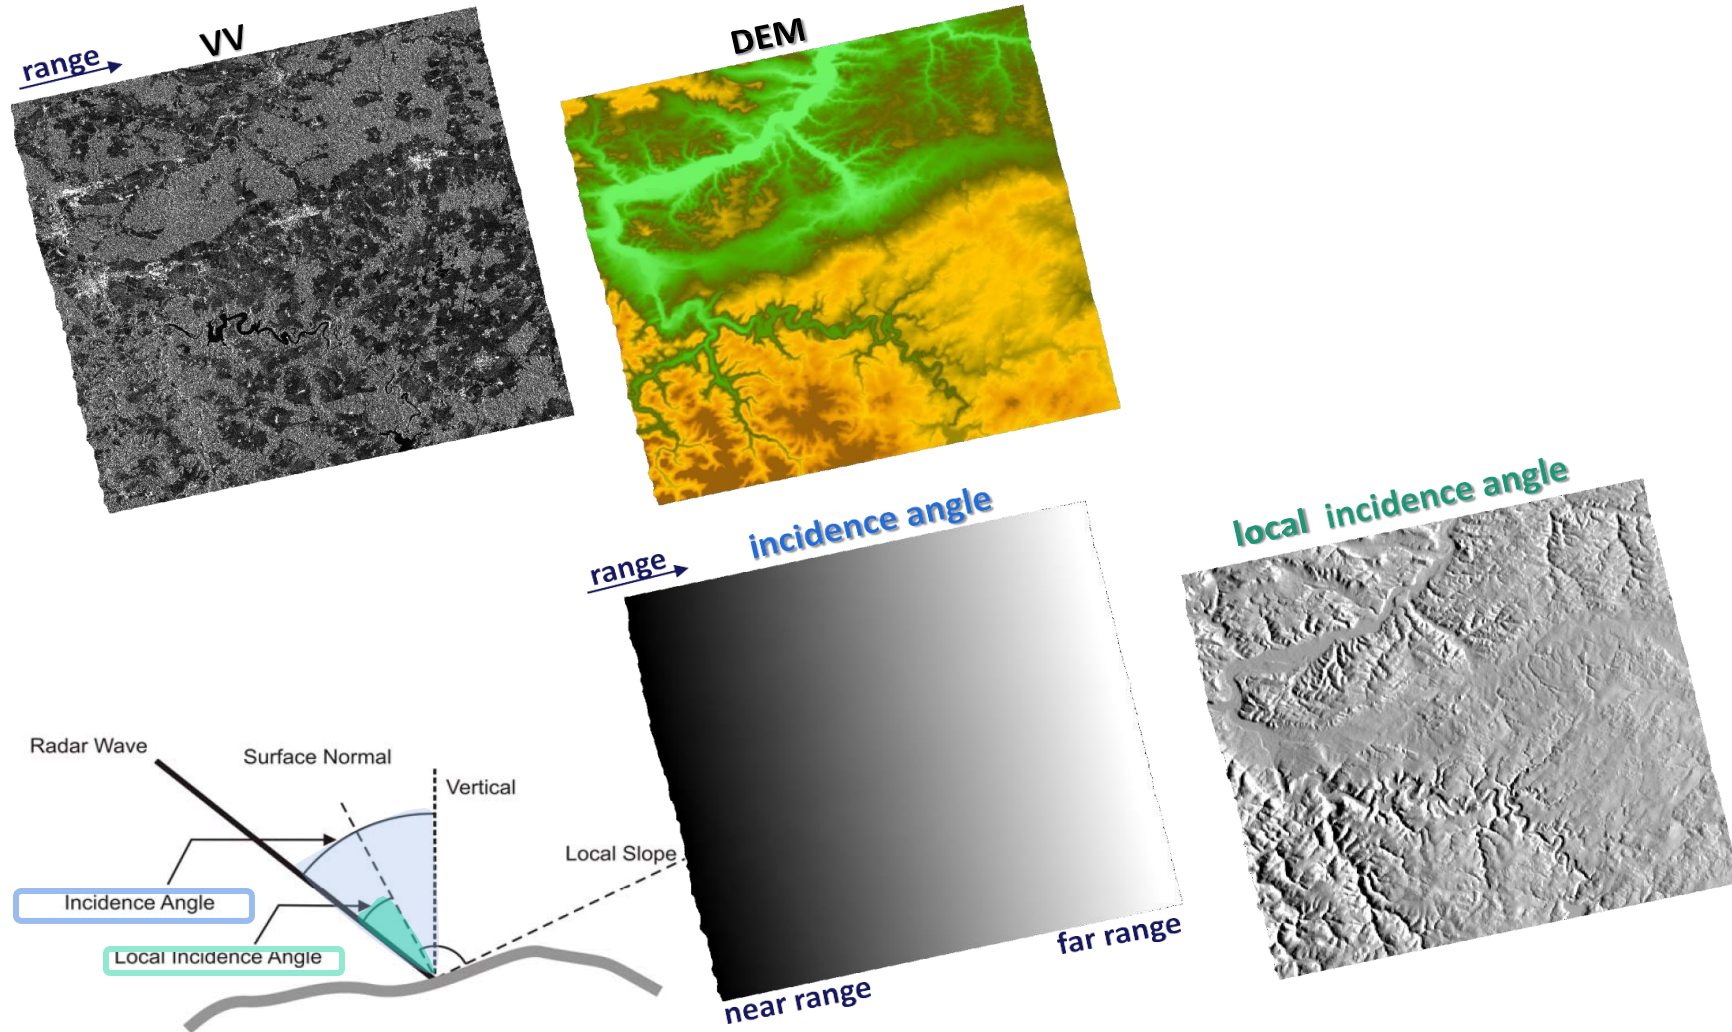 VV
range
DEM
incidence angle
range
local incidence angle
Radar Wave
Surface Normal
Vertical
Local Slope
Incidence Angle
Local Incidence Angle
far range
near range